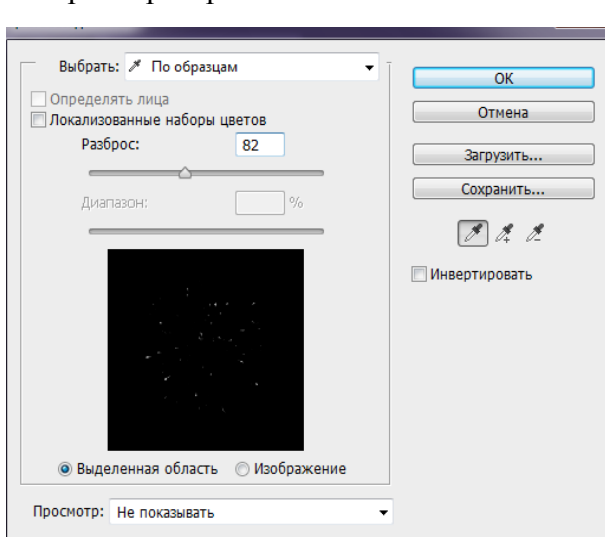 Выбрать: По образцам
Определять лица
Локализованные наборы цветов
Разброс: 82
Диапазон: %
Выделенная область Изображение
Просмотр: Не показывать
ОК
Отмена
Загрузить...
Сохранить...
Инвертировать